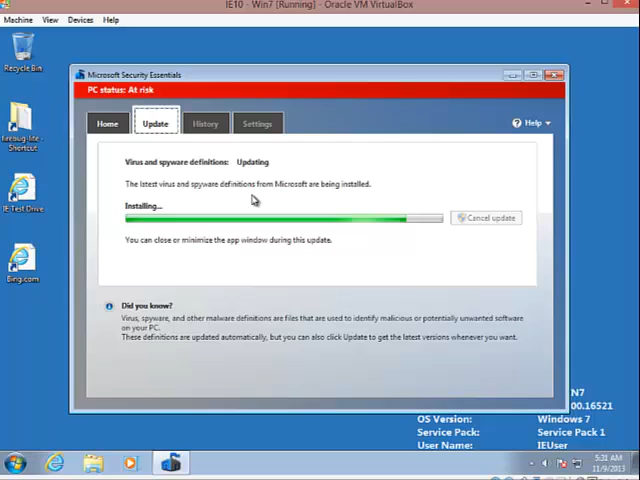 IE10 - Win7 [Running] - Oracle VM VirtualBox
Machine View Devices Help
Recycle Bin
firebug-lite - Shortcut
IE Test Drive
Bing.com
Microsoft Security Essentials
PC status: At risk
Home Update History Settings Help
Virus and spyware definitions: Updating
The latest virus and spyware definitions from Microsoft are being installed.
Installing...
Cancel update
You can close or minimize the app window during this update.
Did you know?
Virus, spyware, and other malware definitions are files that are used to identify malicious or potentially unwanted software
on your PC.
These definitions are updated automatically, but you can also click Update to get the latest versions whenever you want.
N7
00.16521
OS Version: Windows 7
Service Pack: Service Pack 1
User Name: IEUser
5:31 AM
11/9/2013